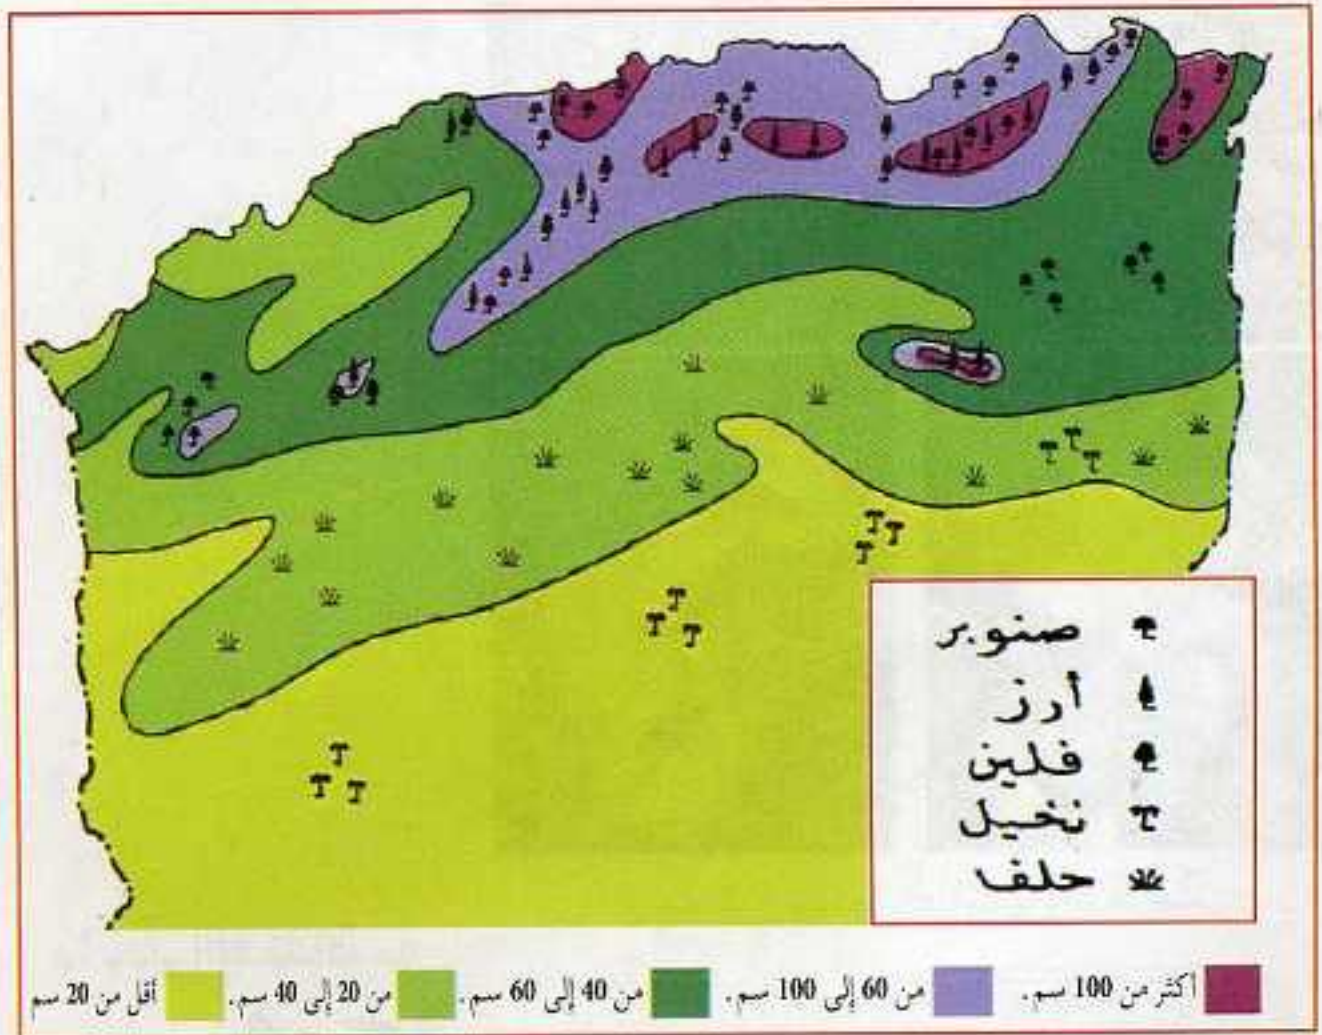 صنوبر
أرز
فلين
نخيل
حلف
أكثر من 100 سم.
من 60 إلى 100 سم.
من 40 إلى 60 سم.
من 20 إلى 40 سم.
أقل من 20 سم